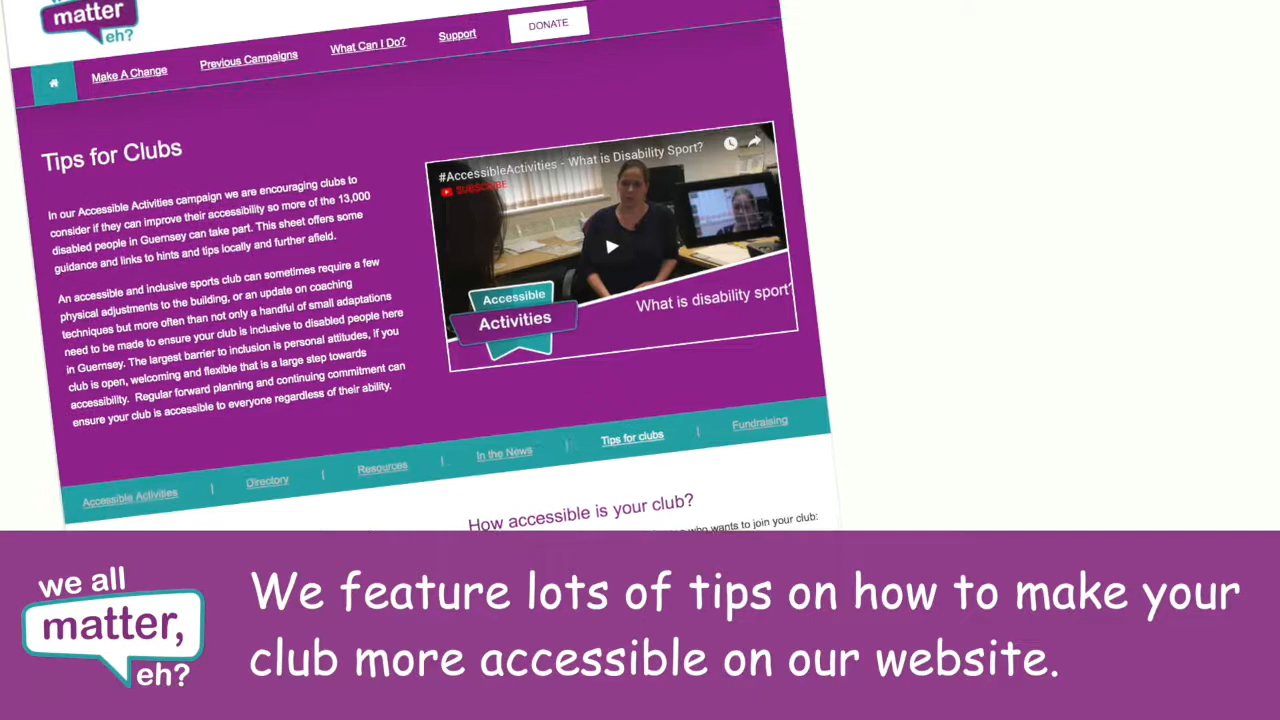 matter
eh?
Make A Change
Previous Campaigns
What Can I Do?
Support
DONATE
Tips for Clubs
In our Accessible Activities campaign we are encouraging clubs to
consider if they can improve their accessibility so more of the 13,000
disabled people in Guernsey can take part. This sheet offers some
guidance and links to hints and tips locally and further afield.
An accessible and inclusive sports club can sometimes require a few
physical adjustments to the building, or an update on coaching
techniques but more often than not only a handful of small adaptations
need to be made to ensure your club is inclusive to disabled people here
in Guernsey. The largest barrier to inclusion is personal attitudes, if you
club is open, welcoming and flexible that is a large step towards
accessibility. Regular forward planning and continuing commitment can
ensure your club is accessible to everyone regardless of their ability.
#AccessibleActivities - What is Disability Sport?
SUBSCRIBE
Accessible
Activities
What is disability sport?
Accessible Activities | Directory | Resources | In the News | Tips for clubs | Fundraising
How accessible is your club?
who wants to join your club:
we all
matter,
eh?
We feature lots of tips on how to make your
club more accessible on our website.